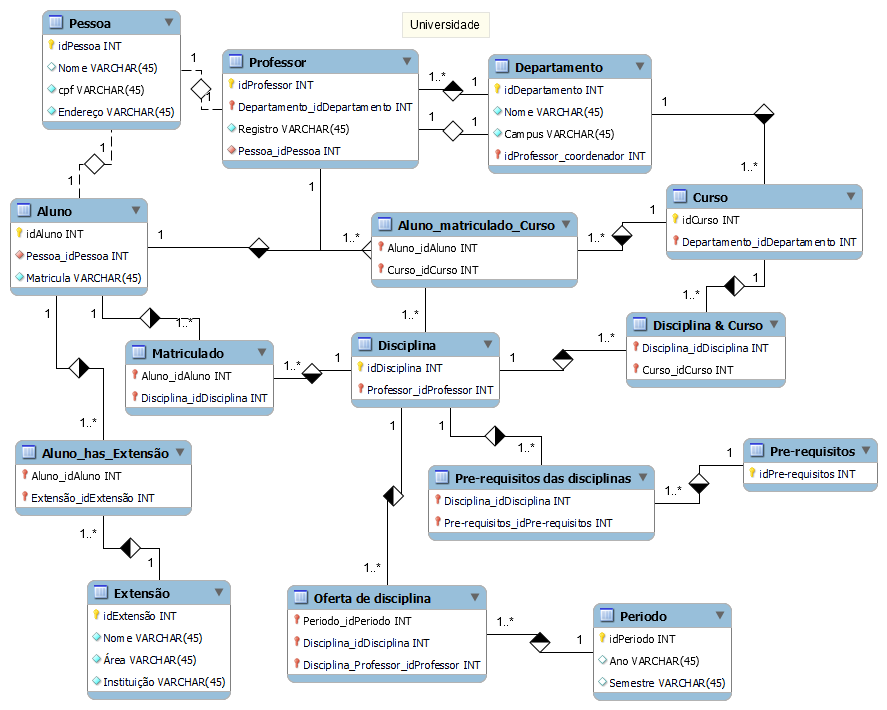 Universidade
Pessoa
idPessoa INT
Nome VARCHAR(45)
cpf VARCHAR(45)
Endereço VARCHAR(45)
1
1
Professor
idProfessor INT
Departamento_idDepartamento INT
Registro VARCHAR(45)
Pessoa_idPessoa INT
1..*
1
1
1
Departamento
idDepartamento INT
Nome VARCHAR(45)
Campus VARCHAR(45)
idProfessor_coordenador INT
1
1..*
1
1
Aluno
idAluno INT
Pessoa_idPessoa INT
Matricula VARCHAR(45)
1
1..*
1
Aluno_matriculado_Curso
Aluno_idAluno INT
Curso_idCurso INT
1..*
1
Curso
idCurso INT
Departamento_idDepartamento INT
1
1..*
1
1
1..*
1..*
Disciplina & Curso
Disciplina_idDisciplina INT
Curso_idCurso INT
Matriculado
Aluno_idAluno INT
Disciplina_idDisciplina INT
1..*
1
Disciplina
idDisciplina INT
Professor_idProfessor INT
1
1..*
1..*
1
1
Aluno_has_Extensão
Aluno_idAluno INT
Extensão_idExtensão INT
1..*
Pre-requisitos das disciplinas
Disciplina_idDisciplina INT
Pre-requisitos_idPre-requisitos INT
1..*
1
Pre-requisitos
idPre-requisitos INT
1..*
1
1..*
Extensão
idExtensão INT
Nome VARCHAR(45)
Área VARCHAR(45)
Instituição VARCHAR(45)
Oferta de disciplina
Periodo_idPeriodo INT
Disciplina_idDisciplina INT
Disciplina_Professor_idProfessor INT
1..*
1
Periodo
idPeriodo INT
Ano VARCHAR(45)
Semestre VARCHAR(45)